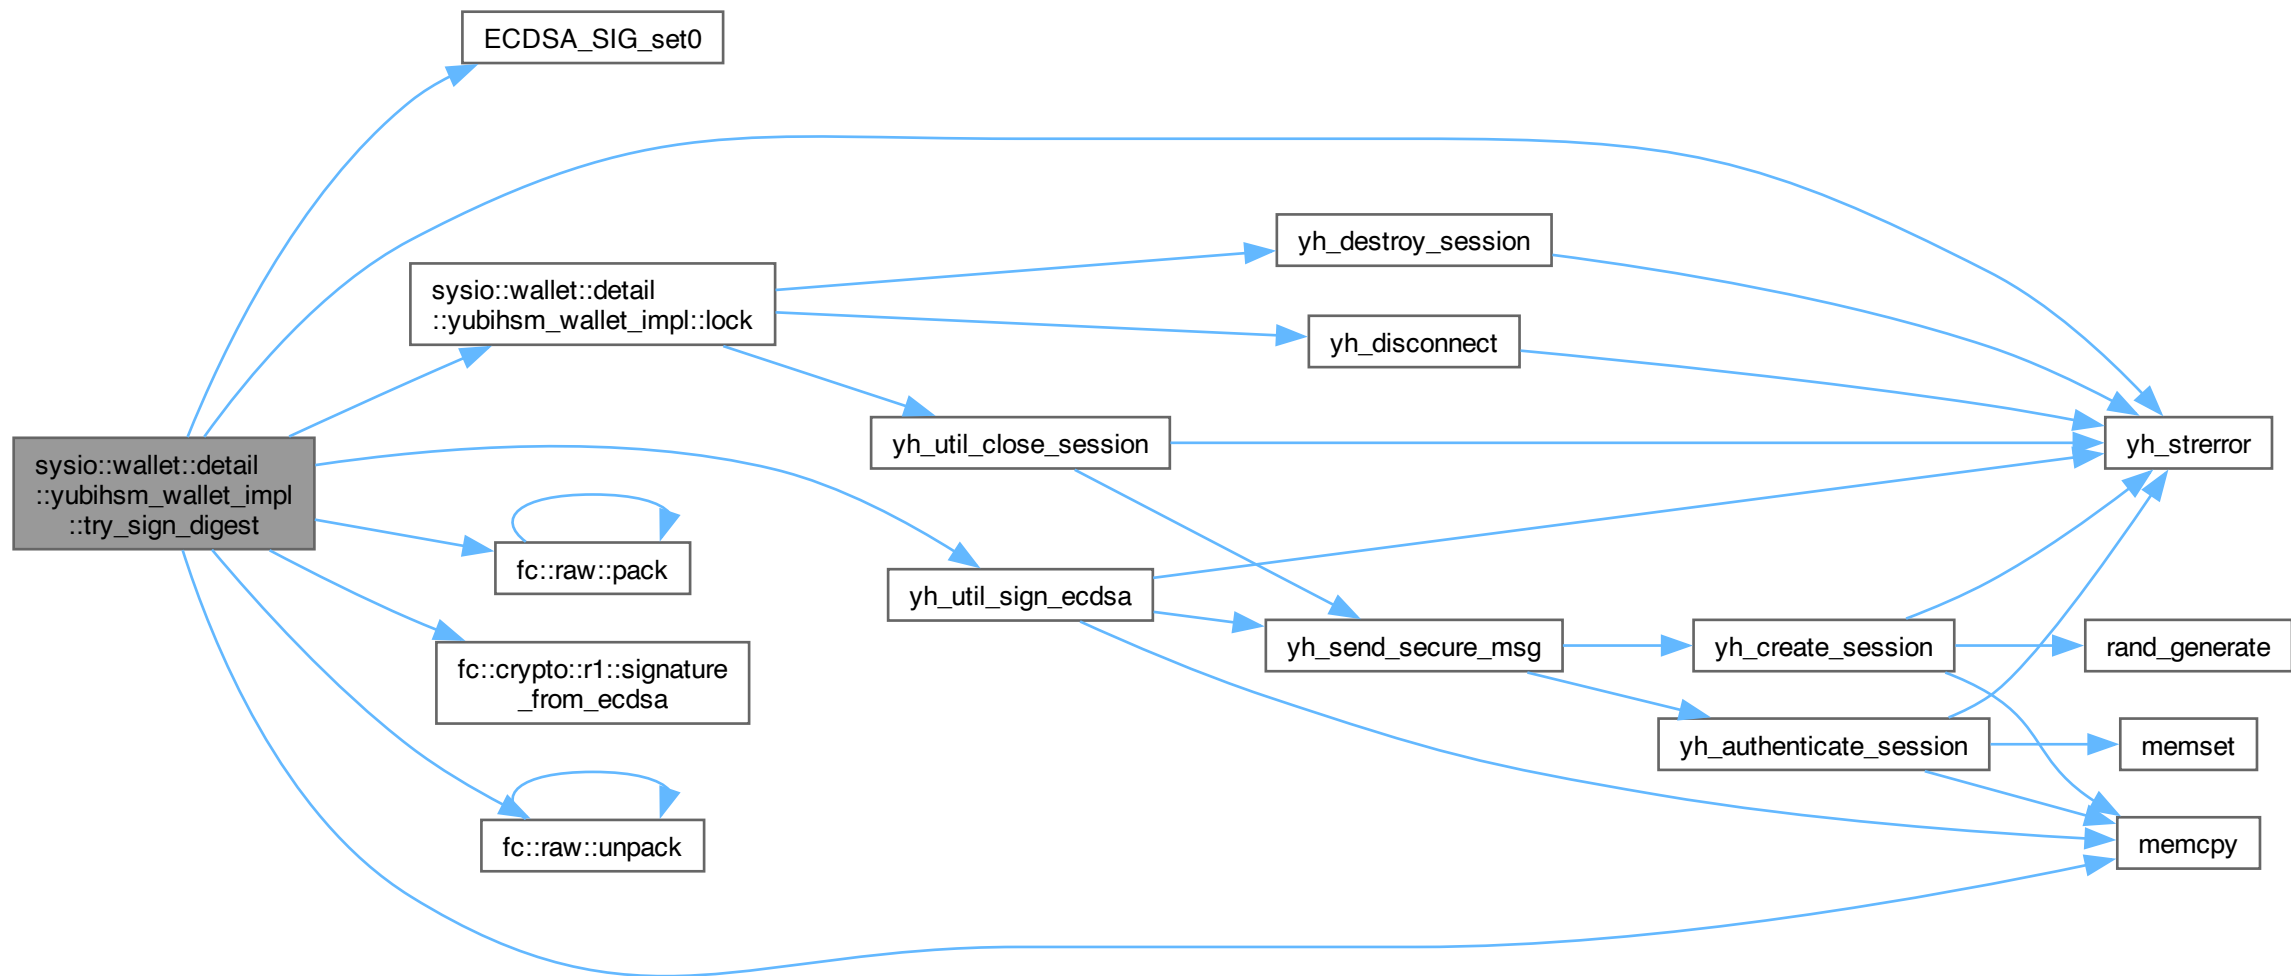 ECDSA_SIG_set0
sysio::wallet::detail
::yubihsm_wallet_impl::lock
yh_destroy_session
yh_disconnect
yh_util_close_session
yh_strerror
sysio::wallet::detail
::yubihsm_wallet_impl
::try_sign_digest
fc::raw::pack
yh_util_sign_ecdsa
fc::crypto::r1::signature
_from_ecdsa
yh_send_secure_msg
yh_create_session
rand_generate
yh_authenticate_session
memset
fc::raw::unpack
memcpy